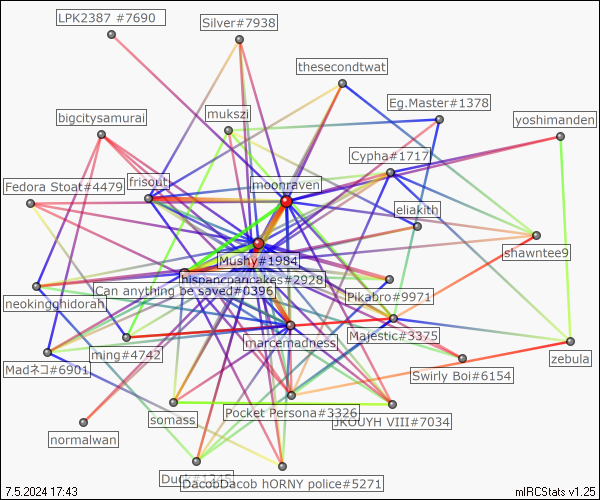 LPK2387 #7690
Silver#7938
thesecondtwat
Eg.Master#1378
bigcitysamurai
mukszi
yoshimanden
Cypha#1717
Fedora Stoat#4479
frisout
moonraven
eliakith
shawntee9
Mushy#1984
hispancpancakes#2928
Can anything be saved#0396
Pikabro#9971
neokingghidorah
marcemadness
Majestic#3375
ming#4742
Madネコ#6901
zebula
Swirly Boi#6154
somass
Pocket Persona#3326
JKOUYH VIII#7034
normalwan
Duck#1245
DacobDacob hORNY police#5271
7.5.2024 17:43
mIRCStats v1.25